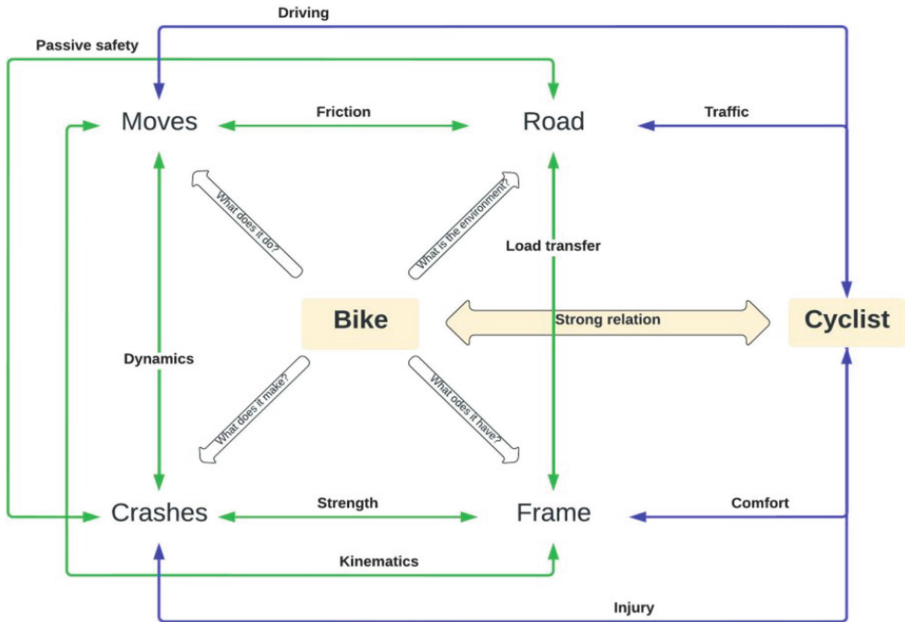 Driving
Passive safety
Moves
Friction
Road
Traffic
What does it do?
What is the environment?
Load transfer
Bike
Strong relation
Cyclist
Dynamics
What does it make?
What odes it have?
Crashes
Strength
Frame
Comfort
Kinematics
Injury